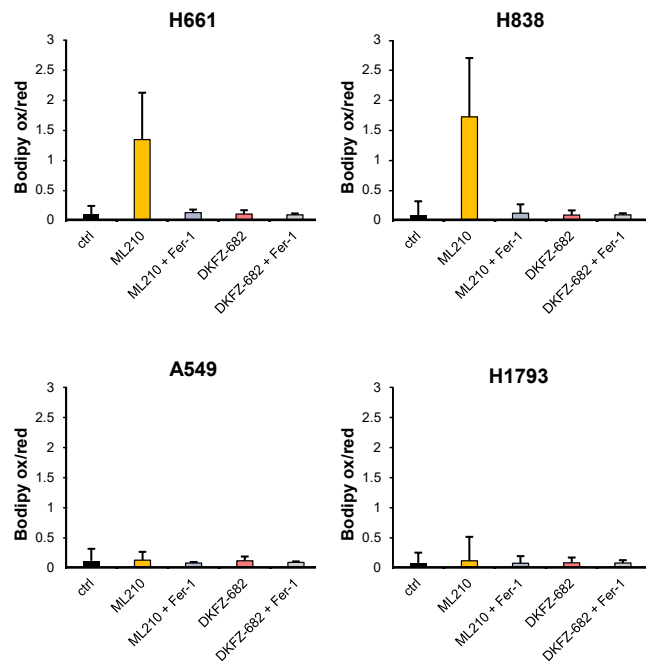 H661
Bodipy ox/red
3
2.5
2
1.5
1
0.5
0
ctrl
ML210
ML210 + Fer-1
DKFZ-682
DKFZ-682 + Fer-1
H838
Bodipy ox/red
3
2.5
2
1.5
1
0.5
0
ctrl
ML210
ML210 + Fer-1
DKFZ-682
DKFZ-682 + Fer-1
A549
Bodipy ox/red
3
2.5
2
1.5
1
0.5
0
ctrl
ML210
ML210 + Fer-1
DKFZ-682
DKFZ-682 + Fer-1
H1793
Bodipy ox/red
3
2.5
2
1.5
1
0.5
0
ctrl
ML210
ML210 + Fer-1
DKFZ-682
DKFZ-682 + Fer-1